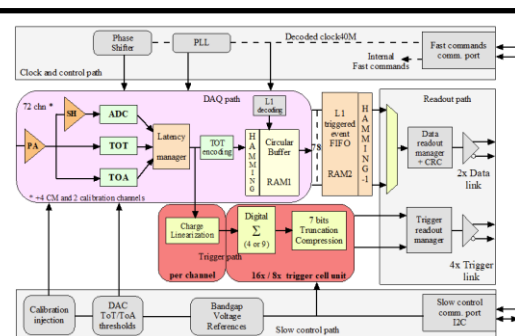 Phase
Shifter
PLL
Decoded clock40M
Internal
Fast commands
Fast commands
comm. port
Clock and control path
72 chn *
SH
ADC
PA
TOT
TOA
Latency
manager
DAQ path
L1
decoding
TOT
encoding
HAMMING
Circular
Buffer
RAM1
78
L1
triggered
event
FIFO
RAM2
HAMMING-1
Readout path
Data
readout
manager
+ CRC
2x Data
link
* +4 CM and 2 calibration channels
Charge
Linearization
Digital
Σ
(4 or 9)
7 bits
Truncation
Compression
Trigger path
per channel
16x / 8x trigger cell unit
Trigger
readout
manager
4x Trigger
link
Calibration
injection
DAC
ToT/ToA
thresholds
Bandgap
Voltage
References
Slow control
comm. port
I2C
Slow control path